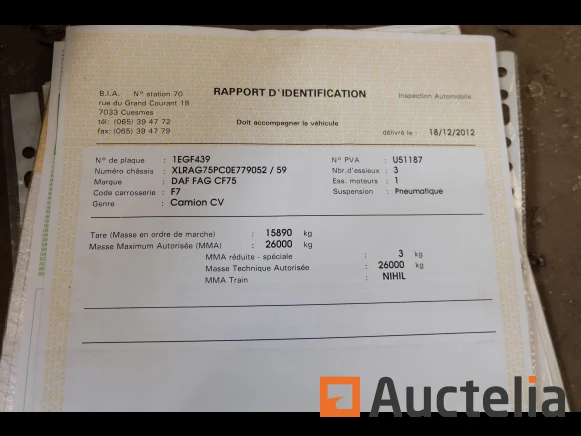 B.I.A. N° station 70
rue du Grand Courant 18
7033 Cuesmes
tél: (065) 39 47 72
fax: (065) 39 47 79
RAPPORT D'IDENTIFICATION
Inspection Automobile
Doit accompagner le véhicule
délivré le : 18/12/2012
N° de plaque : 1EGF439
N° PVA : U51187
Numéro châssis : XLRAG75PC0E779052 / 59
Nbr.d'essieux : 3
Marque : DAF FAG CF75
Ess. moteurs : 1
Code carrosserie : F7
Suspension : Pneumatique
Genre : Camion CV
Tare (Masse en ordre de marche) : 15890 kg
Masse Maximum Autorisée (MMA) : 26000 kg
MMA réduite - spéciale : 3 kg
Masse Technique Autorisée : 26000 kg
MMA Train : NIHIL
Auctelia